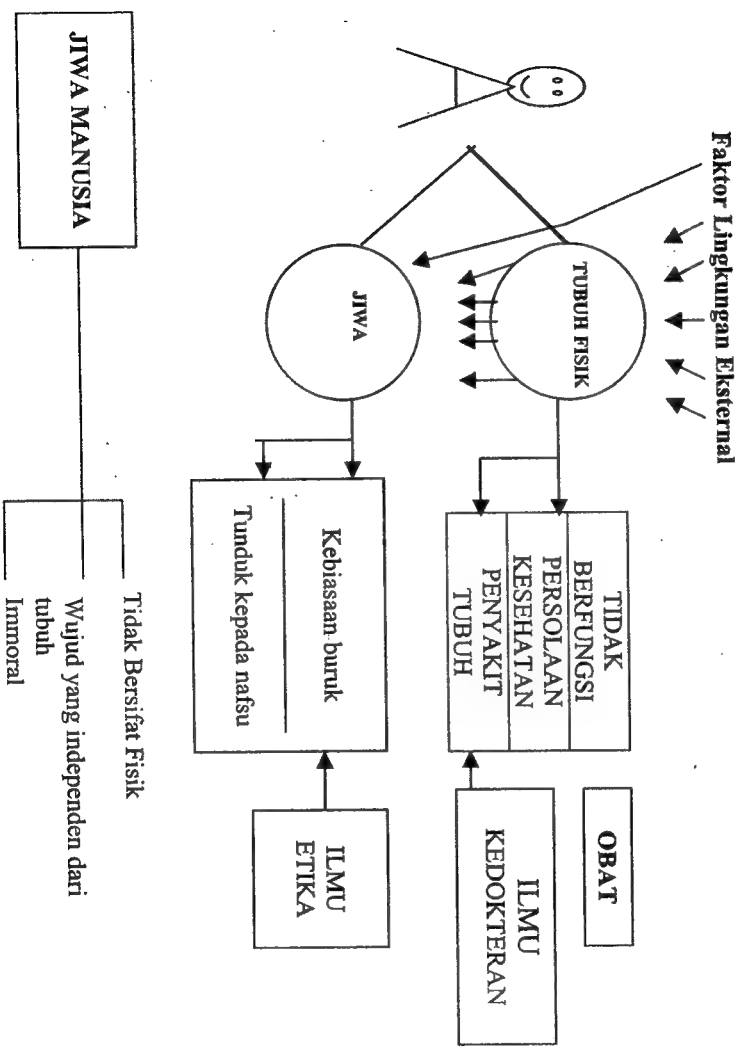 Faktor Lingkungan Eksternal
TUBUH FISIK
JIWA
TIDAK
BERFUNGSI
PERSOLAAN
KESEHATAN
PENYAKIT
TUBUH
OBAT
ILMU
KEDOKTERAN
Kebiasaan buruk
Tunduk kepada nafsu
ILMU
ETIKA
JIWA MANUSIA
Tidak Bersifat Fisik
Wujud yang independen dari
tubuh
Immoral